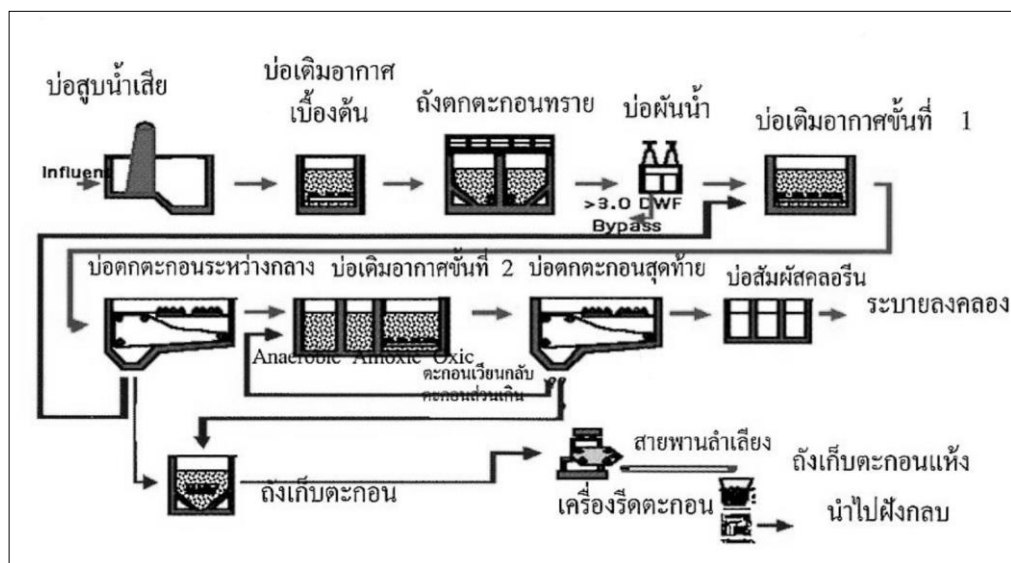 บ่อสูบน้ำเสีย
บ่อเติมอากาศ
เบื้องต้น
ถังตกตะกอนทราย
บ่อผันน้ำ
บ่อเติมอากาศขั้นที่ 1
Influent
>3.0 DWF
Bypass
บ่อตกตะกอนระหว่างกลาง
บ่อเติมอากาศขั้นที่ 2
บ่อตกตะกอนสุดท้าย
บ่อสัมผัสคลอรีน
ระบายลงคลอง
Anaerobic Anoxic Oxic
ตะกอนเวียนกลับ
ตะกอนส่วนเกิน
ถังเก็บตะกอน
สายพานลำเลียง
เครื่องรีดตะกอน
ถังเก็บตะกอนแห้ง
นำไปฝังกลบ